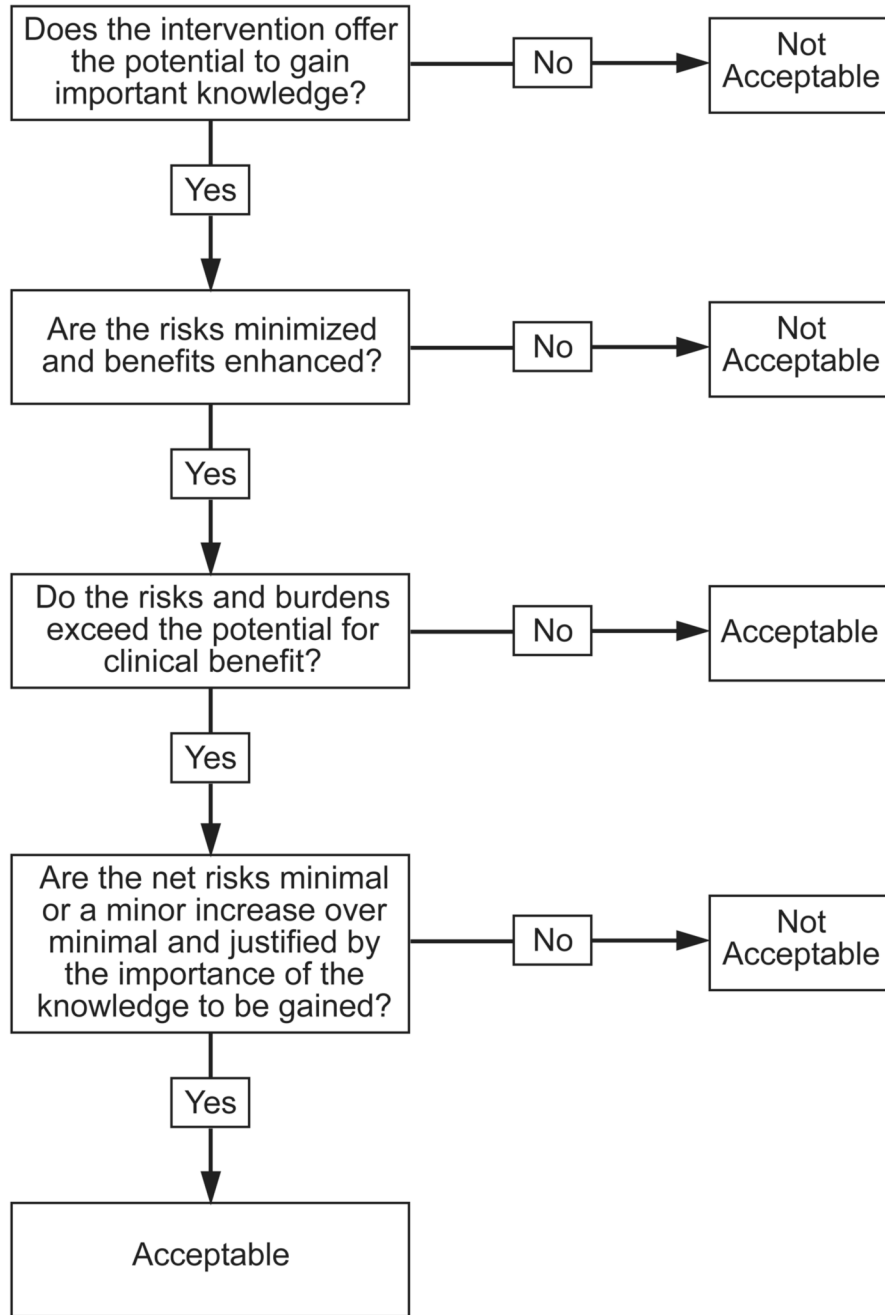 Does the intervention offer
the potential to gain
important knowledge?
No
Not
Acceptable
Yes
Are the risks minimized
and benefits enhanced?
No
Not
Acceptable
Yes
Do the risks and burdens
exceed the potential for
clinical benefit?
No
Acceptable
Yes
Are the net risks minimal
or a minor increase over
minimal and justified by
the importance of the
knowledge to be gained?
No
Not
Acceptable
Yes
Acceptable